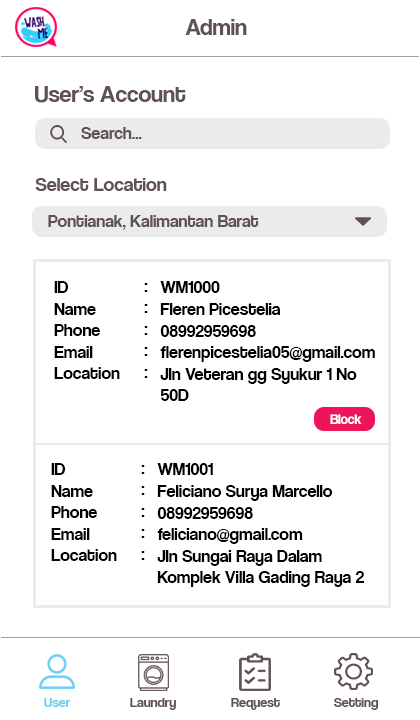 WASH
ME
Admin
User's Account
Search...
Select Location
Pontianak, Kalimantan Barat
ID : WM1000
Name : Fleren Picestelia
Phone : 08992959698
Email : flerenpicestelia05@gmail.com
Location : Jln Veteran gg Syukur 1 No
50D
Block
ID : WM1001
Name : Feliciano Surya Marcello
Phone : 08992959698
Email : feliciano@gmail.com
Location : Jln Sungai Raya Dalam
Komplek Villa Gading Raya 2
User Laundry Request Setting